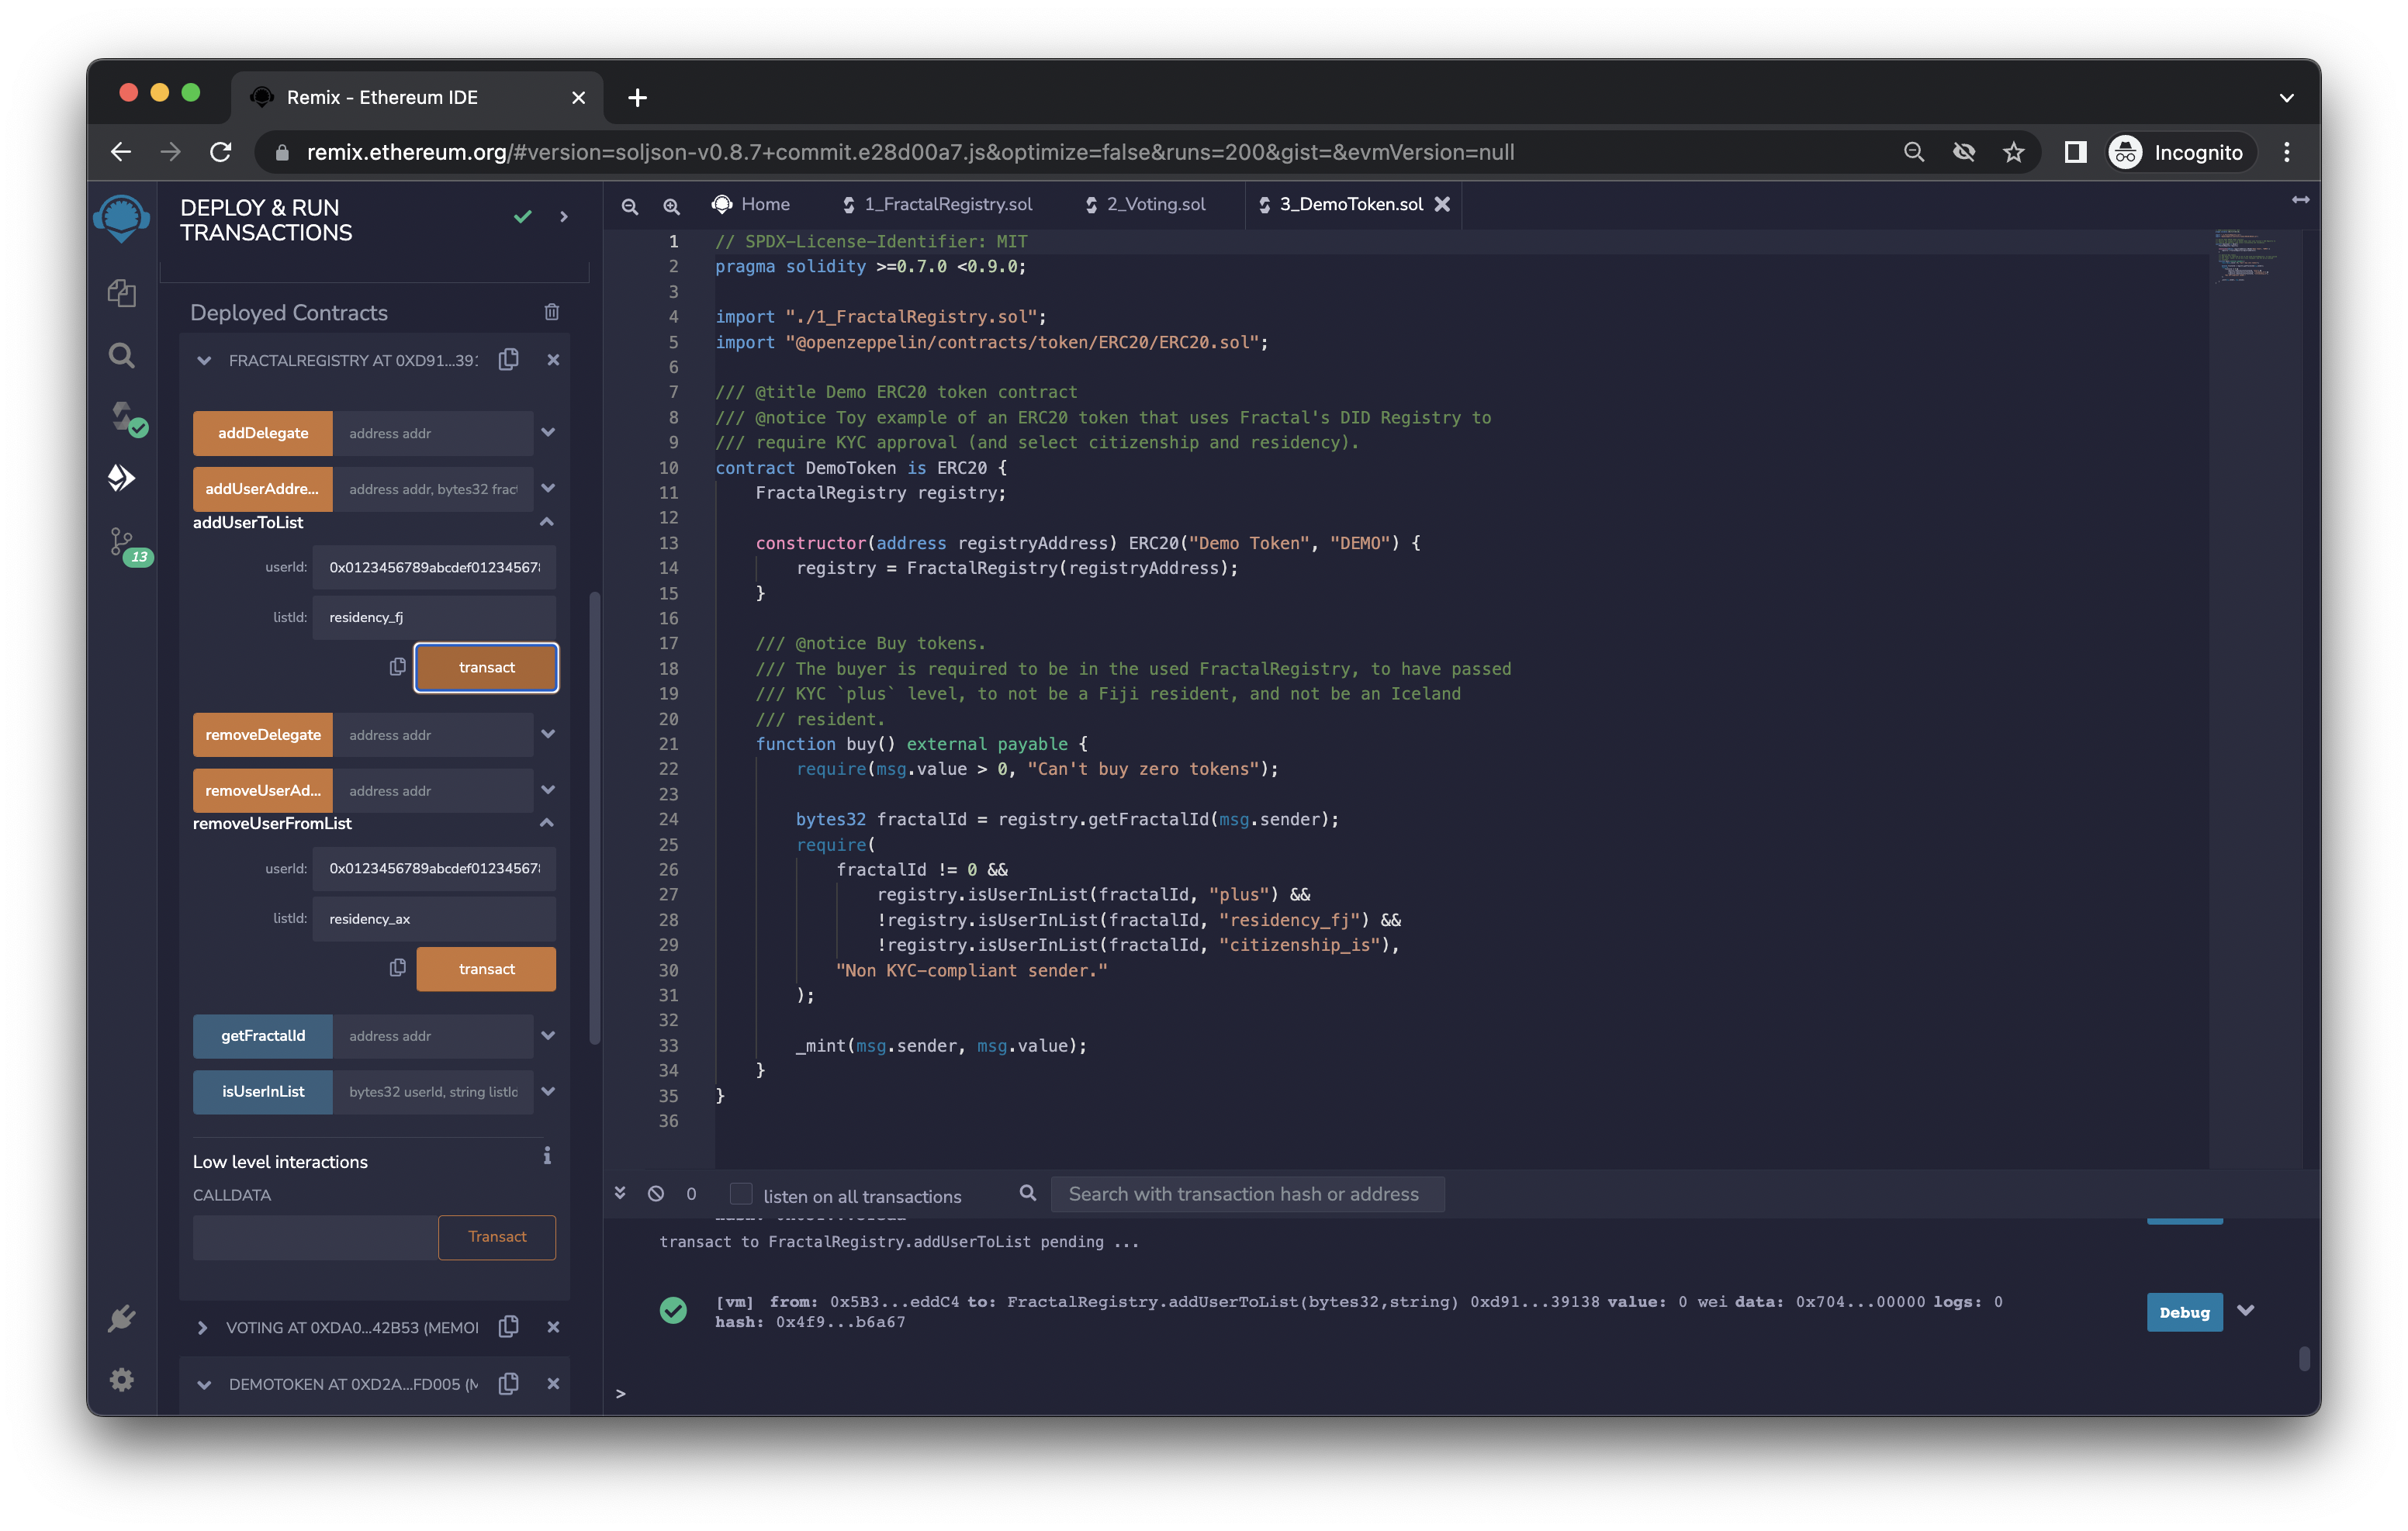 Remix - Ethereum IDE
remix.ethereum.org/#version=soljson-v0.8.7+commit.e28d00a7.js&optimize=false&runs=200&gist=&evmVersion=null
Incognito
DEPLOY & RUN
TRANSACTIONS
13
Deployed Contracts
FRACTALREGISTRY AT 0XD91...391
addDelegate address addr
addUserAddre... address addr, bytes32 fract
addUserToList
userId: 0x0123456789abcdef012345678
listId: residency_fj
transact
removeDelegate address addr
removeUserAd... address addr
removeUserFromList
userId: 0x0123456789abcdef012345678
listId: residency_ax
transact
getFractalId address addr
isUserInList bytes32 userId, string listId
Low level interactions
CALLDATA
Transact
VOTING AT 0XDA0...42B53 (MEMOI
DEMOTOKEN AT 0XD2A...FD005 (M
Home 1_FractalRegistry.sol 2_Voting.sol 3_DemoToken.sol
1 // SPDX-License-Identifier: MIT
2 pragma solidity >=0.7.0 <0.9.0;
3
4 import "./1_FractalRegistry.sol";
5 import "@openzeppelin/contracts/token/ERC20/ERC20.sol";
6
7 /// @title Demo ERC20 token contract
8 /// @notice Toy example of an ERC20 token that uses Fractal's DID Registry to
9 /// require KYC approval (and select citizenship and residency).
10 contract DemoToken is ERC20 {
11 FractalRegistry registry;
12
13 constructor(address registryAddress) ERC20("Demo Token", "DEMO") {
14 registry = FractalRegistry(registryAddress);
15 }
16
17 /// @notice Buy tokens.
18 /// The buyer is required to be in the used FractalRegistry, to have passed
19 /// KYC `plus` level, to not be a Fiji resident, and not be an Iceland
20 /// resident.
21 function buy() external payable {
22 require(msg.value > 0, "Can't buy zero tokens");
23
24 bytes32 fractalId = registry.getFractalId(msg.sender);
25 require(
26 fractalId != 0 &&
27 registry.isUserInList(fractalId, "plus") &&
28 !registry.isUserInList(fractalId, "residency_fj") &&
29 !registry.isUserInList(fractalId, "citizenship_is"),
30 "Non KYC-compliant sender."
31 );
32
33 _mint(msg.sender, msg.value);
34 }
35 }
36
0 listen on all transactions Search with transaction hash or address
transact to FractalRegistry.addUserToList pending ...
[vm] from: 0x5B3...eddC4 to: FractalRegistry.addUserToList(bytes32,string) 0xd91...39138 value: 0 wei data: 0x704...00000 logs: 0
hash: 0x4f9...b6a67
Debug
>